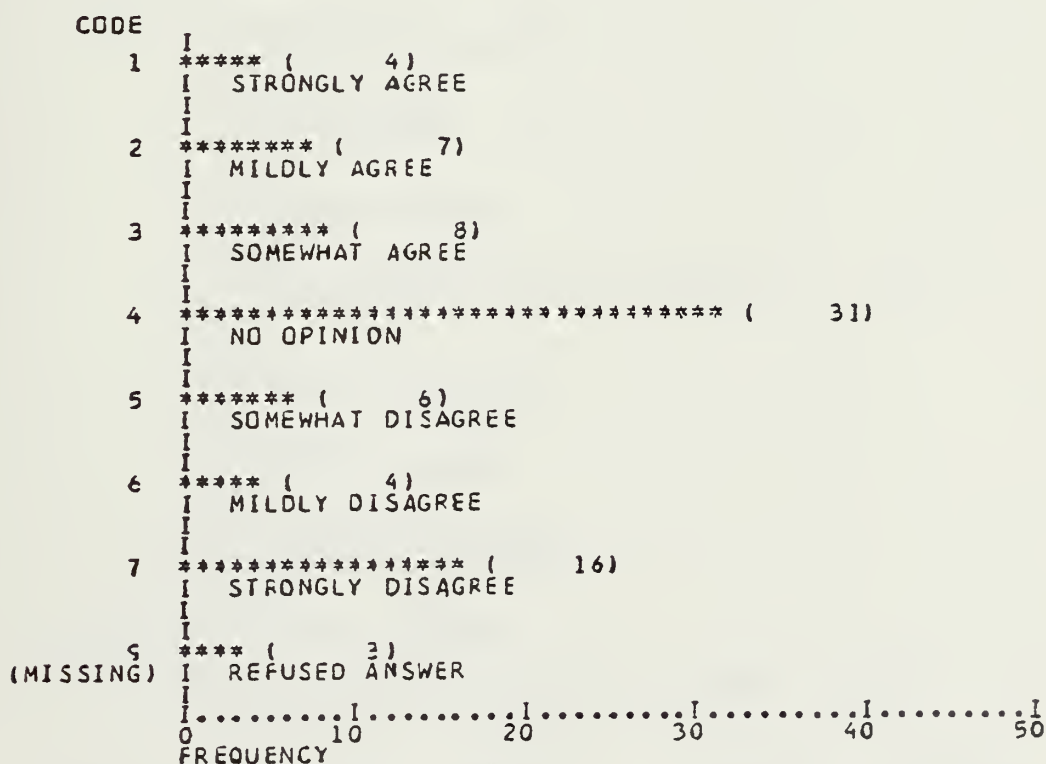 CODE
I
1 ***** ( 4)
I STRONGLY AGREE
I
I
2 ******** ( 7)
I MILDLY AGREE
I
I
3 ********* ( 8)
I SOMEWHAT AGREE
I
I
4 ******************************** ( 31)
I NO OPINION
I
I
5 ******* ( 6)
I SOMEWHAT DISAGREE
I
I
6 ***** ( 4)
I MILDLY DISAGREE
I
I
7 ***************** ( 16)
I STRONGLY DISAGREE
I
I
9 **** ( 3)
(MISSING) I REFUSED ANSWER
I
I.........I.........I.........I.........I.........I
0 10 20 30 40 50
FREQUENCY